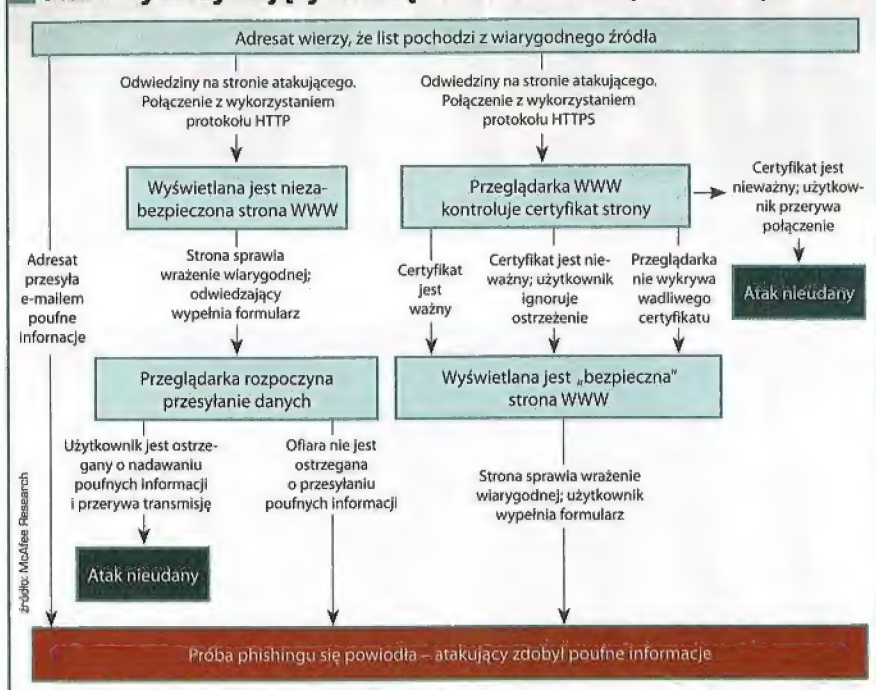 Adresat wierzy, że list pochodzi z wiarygodnego źródła
Odwiedziny na stronie atakującego.
Połączenie z wykorzystaniem
protokołu HTTP
Odwiedziny na stronie atakującego.
Połączenie z wykorzystaniem
protokołu HTTPS
Wyświetlana jest nieza-
bezpieczona strona WWW
Przeglądarka WWW
kontroluje certyfikat strony
Certyfikat jest
nieważny; użytkow-
nik przerywa
połączenie
Adresat
przesyła
e-mailem
poufne
infornacje
Strona sprawia
wrażenie wiarygodnej;
odwiedzający
wypełnia formularz
Certyfikat
jest
ważny
Certyfikat jest nie-
ważny; użytkownik
ignoruje
ostrzeżenie
Przeglądarka
nie wykrywa
wadliwego
certyfikatu
Atak nieudany
Przeglądarka rozpoczyna
przesyłanie danych
Wyświetlana jest „bezpieczna"
strona WWW
Użytkownik jest ostrze-
gany o nadawaniu
poufnych informacji
i przerywa transmisję
Ofiara nie jest
ostrzegana
o przesyłaniu
poufnych informacji
Strona sprawia wrażenie
wiarygodnej; użytkownik
wypełnia formularz
Atak nieudany
źródło: McAfee Research
Próba phishingu się powiodła – atakujący zdobył poufne informacje